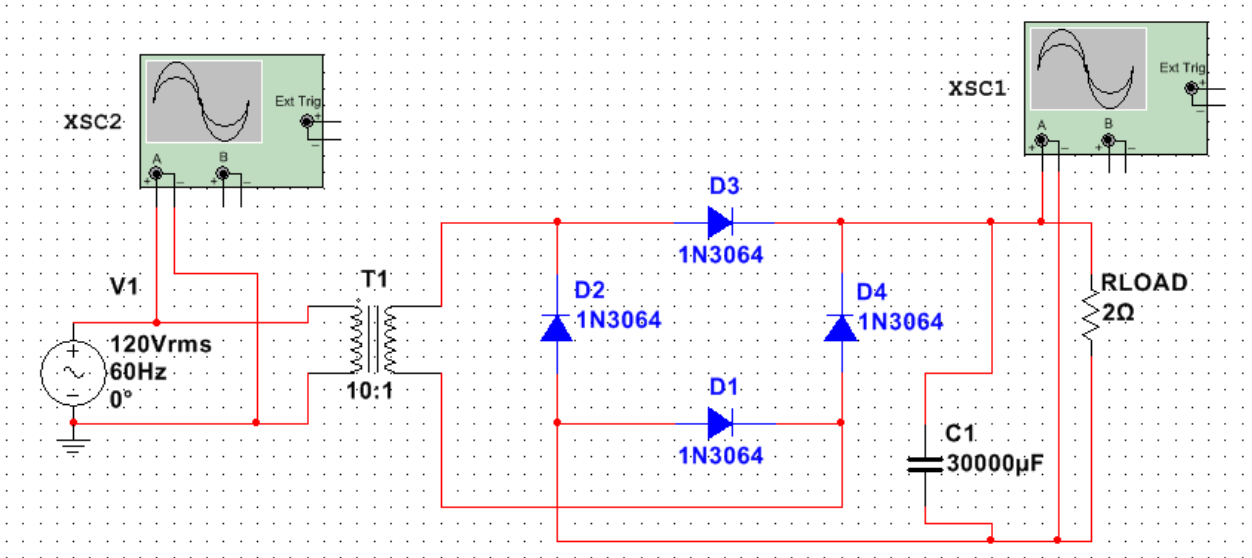 XSC2
Ext Trig
+
−
A
B
+ − + −
XSC1
Ext Trig
+
−
A
B
+ − + −
V1
+
−
120Vrms
60Hz
0°
T1
10:1
D3
1N3064
D2
1N3064
D4
1N3064
D1
1N3064
RLOAD
2Ω
C1
30000µF